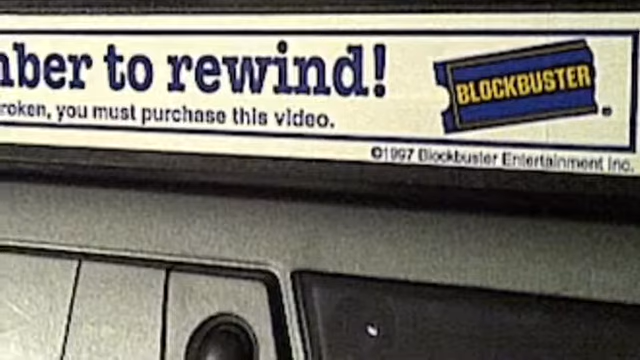 mber to rewind!
roken, you must purchase this video.
BLOCKBUSTER
©1997 Blockbuster Entertainment Inc.